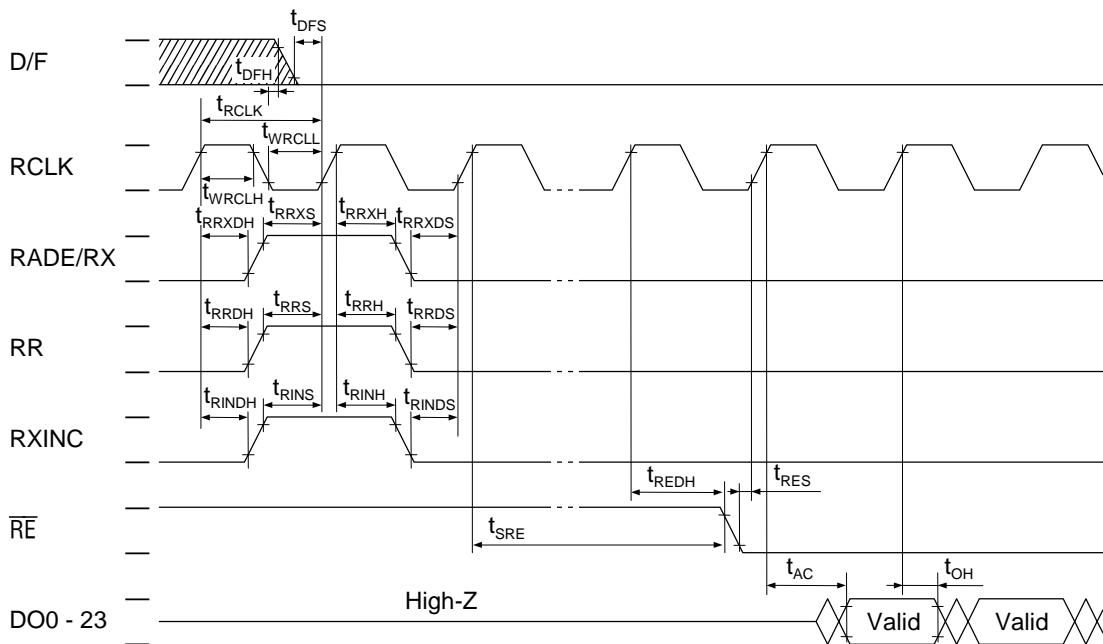 tDFS
D/F
tDFH
tRCLK
tWRCLL
RCLK
tWRCLH
tRRXDH tRRXS tRRXH tRRXDS
RADE/RX
tRRDH tRRS tRRH tRRDS
RR
tRINDH tRINS tRINH tRINDS
RXINC
tREDH tRES
RE
tSRE
tAC tOH
High-Z
DO0 - 23 Valid Valid